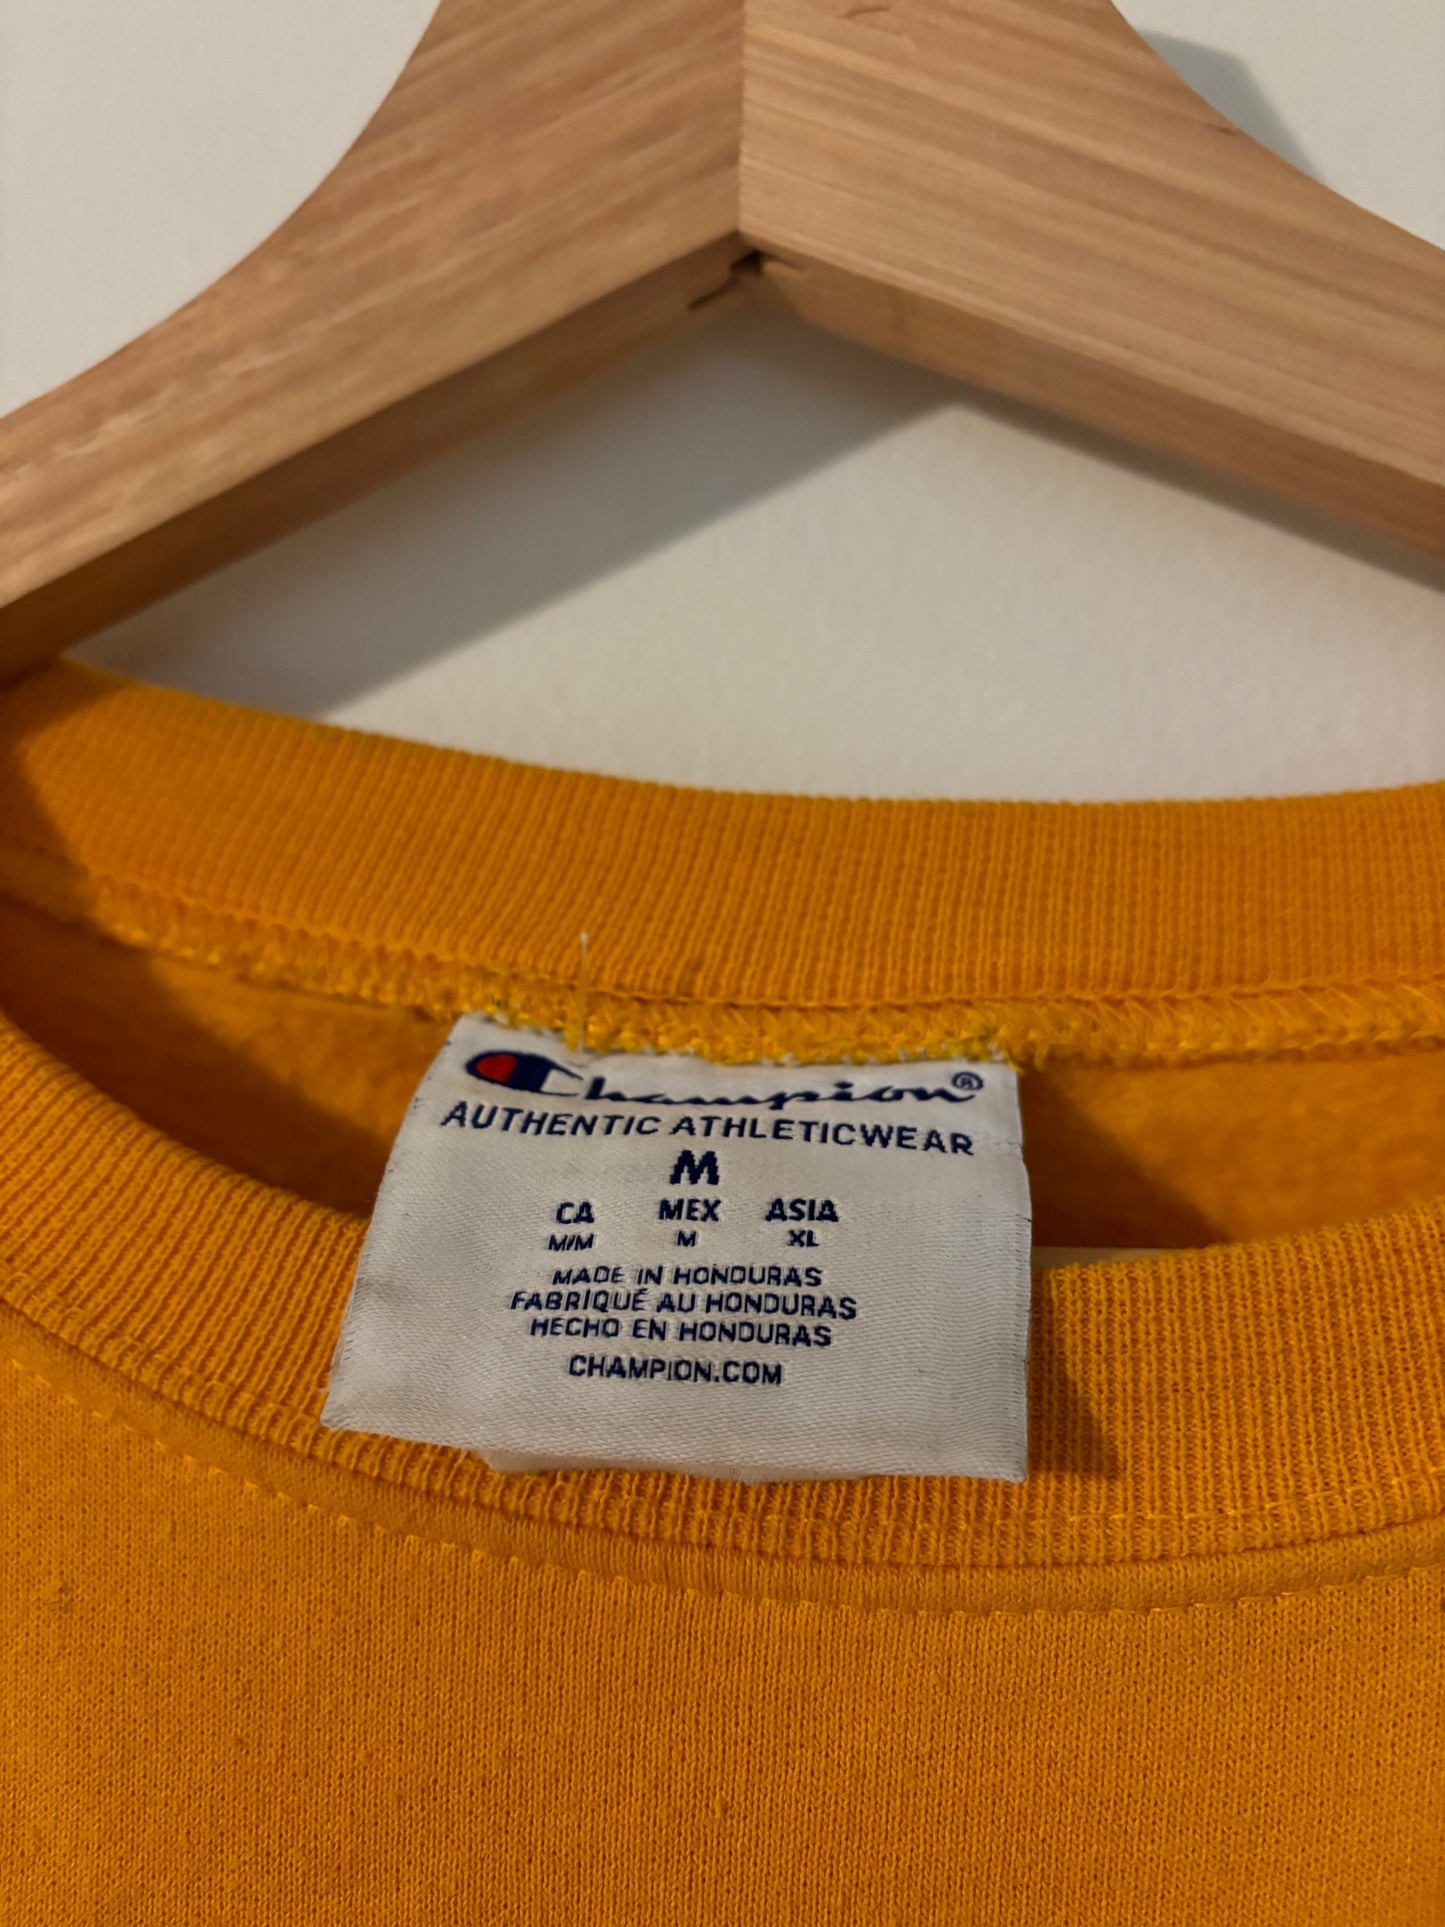 Champion®
AUTHENTIC ATHLETICWEAR
M
CA MEX ASIA
M/M M XL
MADE IN HONDURAS
FABRIQUÉ AU HONDURAS
HECHO EN HONDURAS
CHAMPION.COM